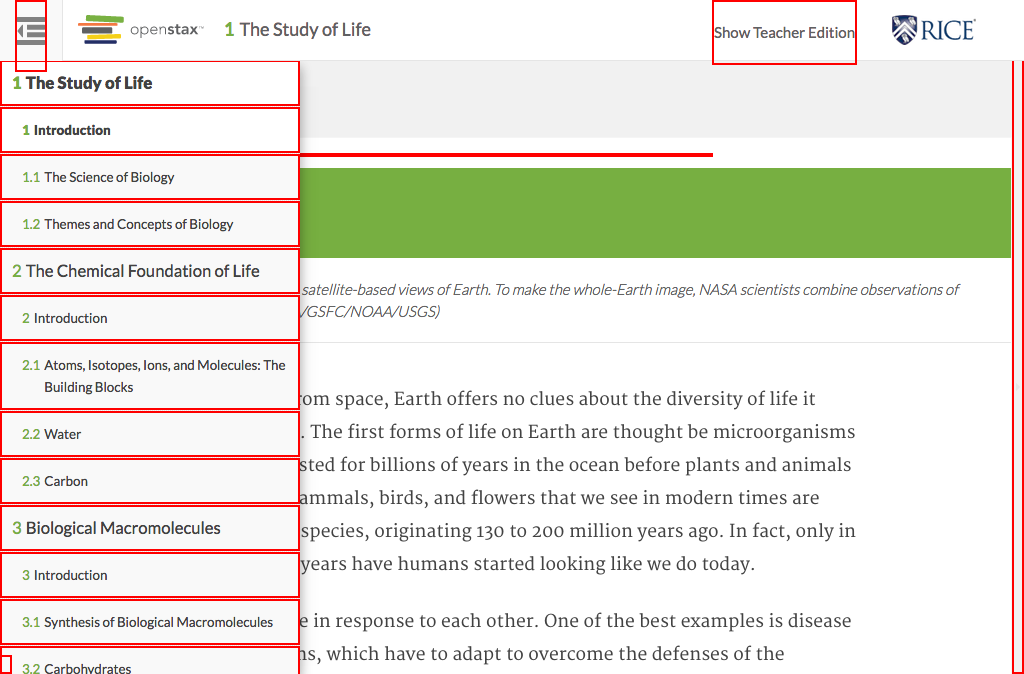 openstax™
1 The Study of Life
Show Teacher Edition
RICE
1 The Study of Life
1 Introduction
1.1 The Science of Biology
1.2 Themes and Concepts of Biology
2 The Chemical Foundation of Life
2 Introduction
2.1 Atoms, Isotopes, Ions, and Molecules: The
Building Blocks
2.2 Water
2.3 Carbon
3 Biological Macromolecules
3 Introduction
3.1 Synthesis of Biological Macromolecules
3.2 Carbohydrates
satellite-based views of Earth. To make the whole-Earth image, NASA scientists combine observations of
/GSFC/NOAA/USGS)
om space, Earth offers no clues about the diversity of life it
. The first forms of life on Earth are thought be microorganisms
sted for billions of years in the ocean before plants and animals
ammals, birds, and flowers that we see in modern times are
species, originating 130 to 200 million years ago. In fact, only in
years have humans started looking like we do today.
e in response to each other. One of the best examples is disease
ns, which have to adapt to overcome the defenses of the